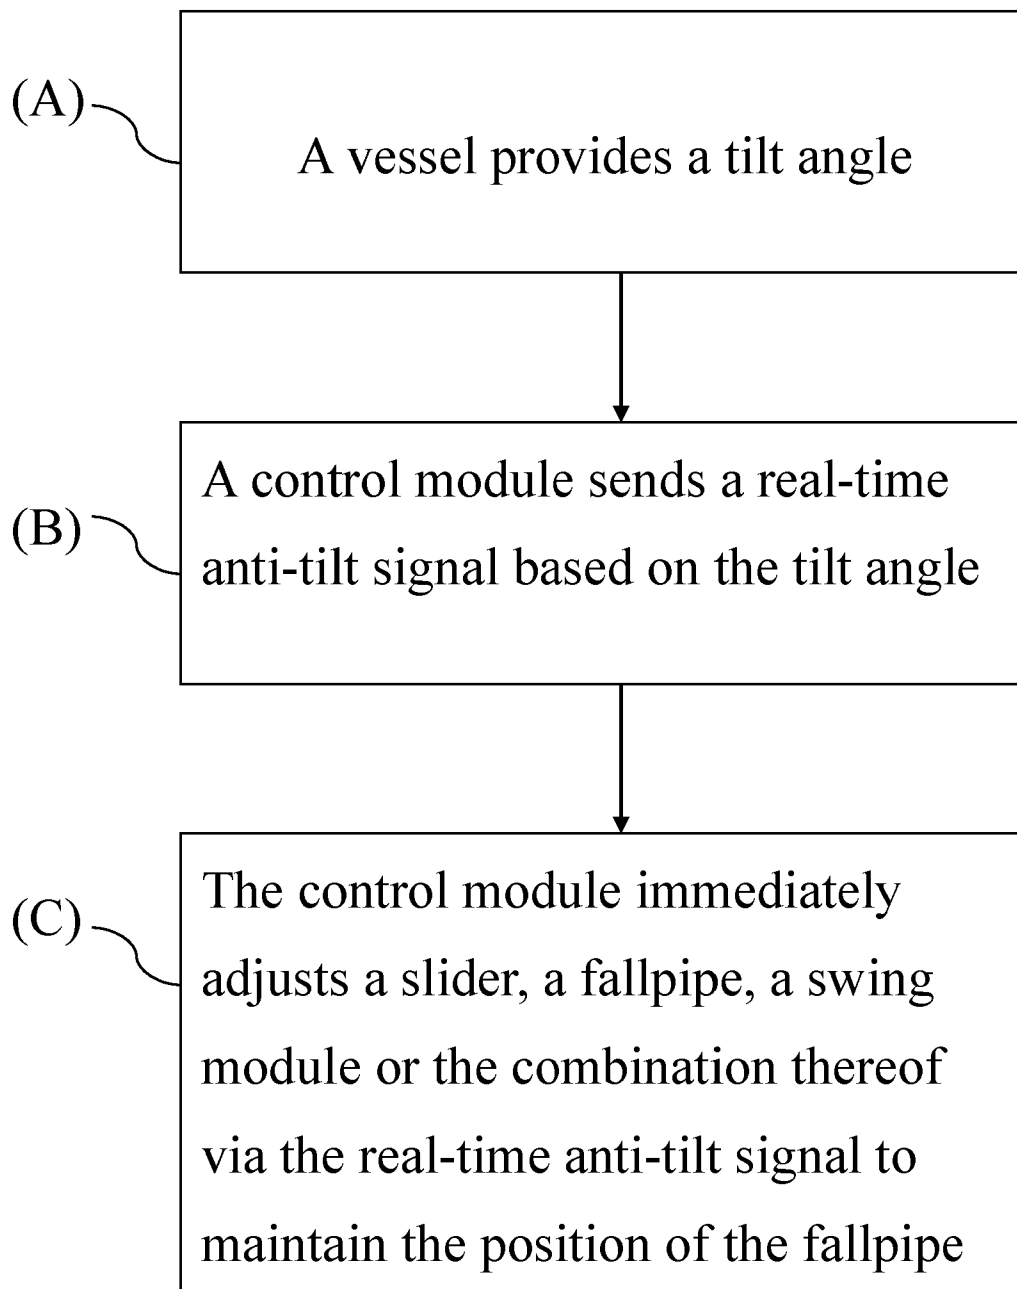 (A)
A vessel provides a tilt angle
(B)
A control module sends a real-time
anti-tilt signal based on the tilt angle
(C)
The control module immediately
adjusts a slider, a fallpipe, a swing
module or the combination thereof
via the real-time anti-tilt signal to
maintain the position of the fallpipe